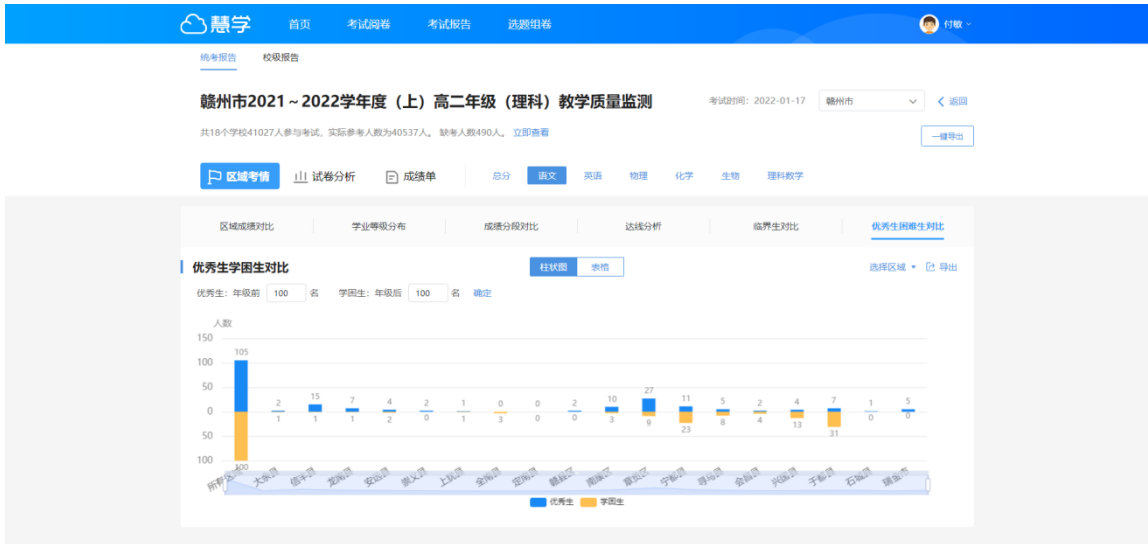 慧学 首页 考试阅卷 考试报告 选题组卷 付敏
统考报告 校级报告
赣州市2021～2022学年度（上）高二年级（理科）教学质量监测 考试时间：2022-01-17 赣州市 返回
共18个学校41027人参与考试，实际参考人数为40537人。 缺考人数490人。 立即查看 一键导出
区域考情 试卷分析 成绩单 总分 语文 英语 物理 化学 生物 理科数学
区域成绩对比 学业等级分布 成绩分段对比 达线分析 临界生对比 优秀生困难生对比
优秀生学困生对比 柱状图 表格 选择区域 导出
优秀生：年级前 100 名 学困生：年级后 100 名 确定
人数
150
100
50
0
50
100
105 2 15 7 4 2 1 0 0 2 10 27 11 5 2 4 7 1 5
100 1 1 1 2 0 1 3 0 0 3 9 23 8 4 13 31 0 0
所有区域 大余县 信丰县 龙南县 安远县 崇义县 上犹县 全南县 定南县 赣县区 南康区 章贡区 宁都县 寻乌县 会昌县 兴国县 于都县 石城县 瑞金市
优秀生 学困生